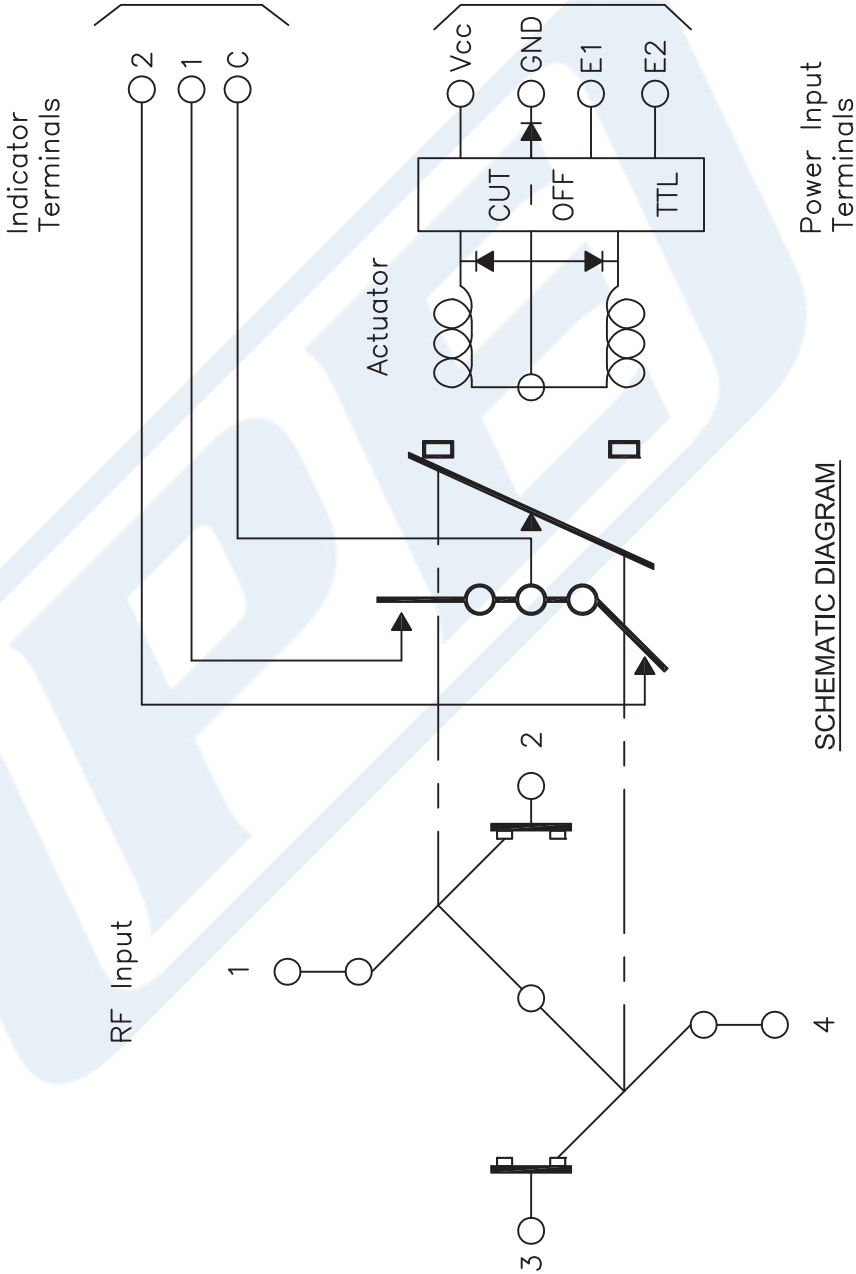 Indicator
Terminals
2
1
C
Vcc
GND
E1
E2
CUT
OFF
TTL
Actuator
Power Input
Terminals
RF Input
1
2
3
4
SCHEMATIC DIAGRAM
PE